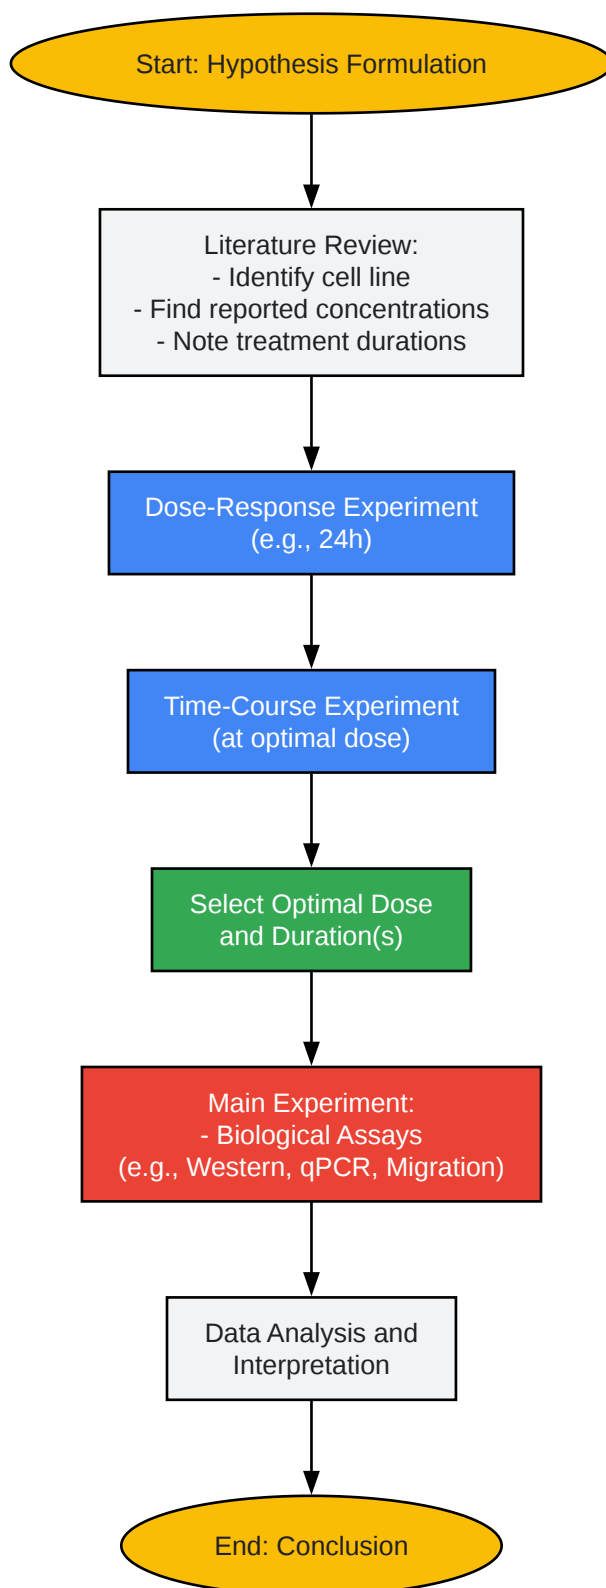 Start: Hypothesis Formulation
Literature Review:
- Identify cell line
- Find reported concentrations
- Note treatment durations
Dose-Response Experiment
(e.g., 24h)
Time-Course Experiment
(at optimal dose)
Select Optimal Dose
and Duration(s)
Main Experiment:
- Biological Assays
(e.g., Western, qPCR, Migration)
Data Analysis and
Interpretation
End: Conclusion